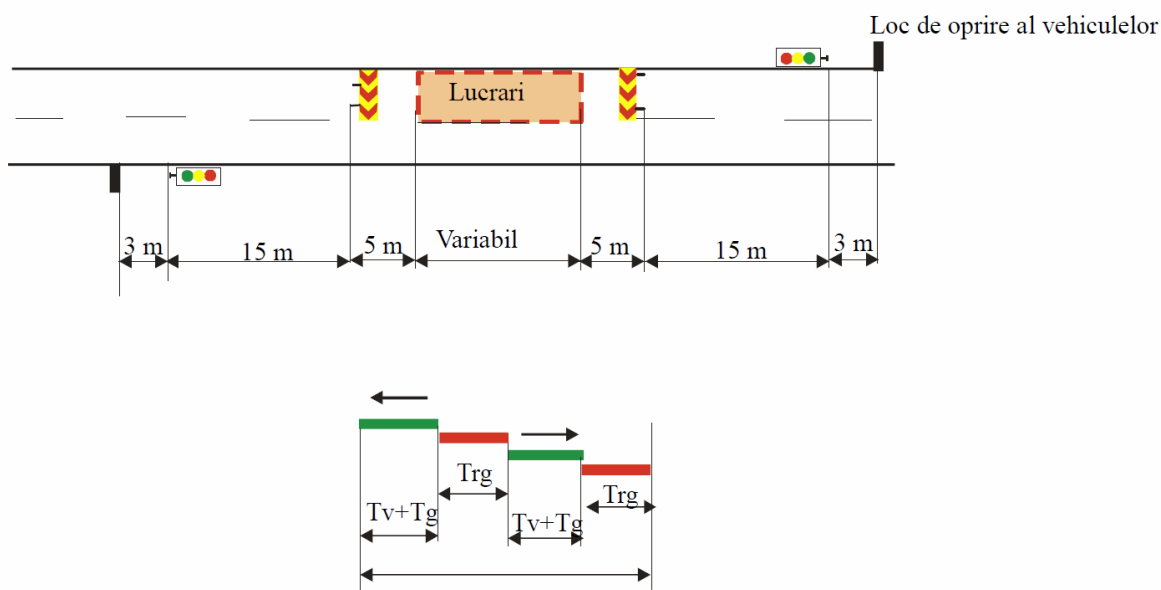 Loc de oprire al vehiculelor
Lucrari
3 m
15 m
5 m
Variabil
5 m
15 m
3 m
Trg
Trg
Tv+Tg
Tv+Tg